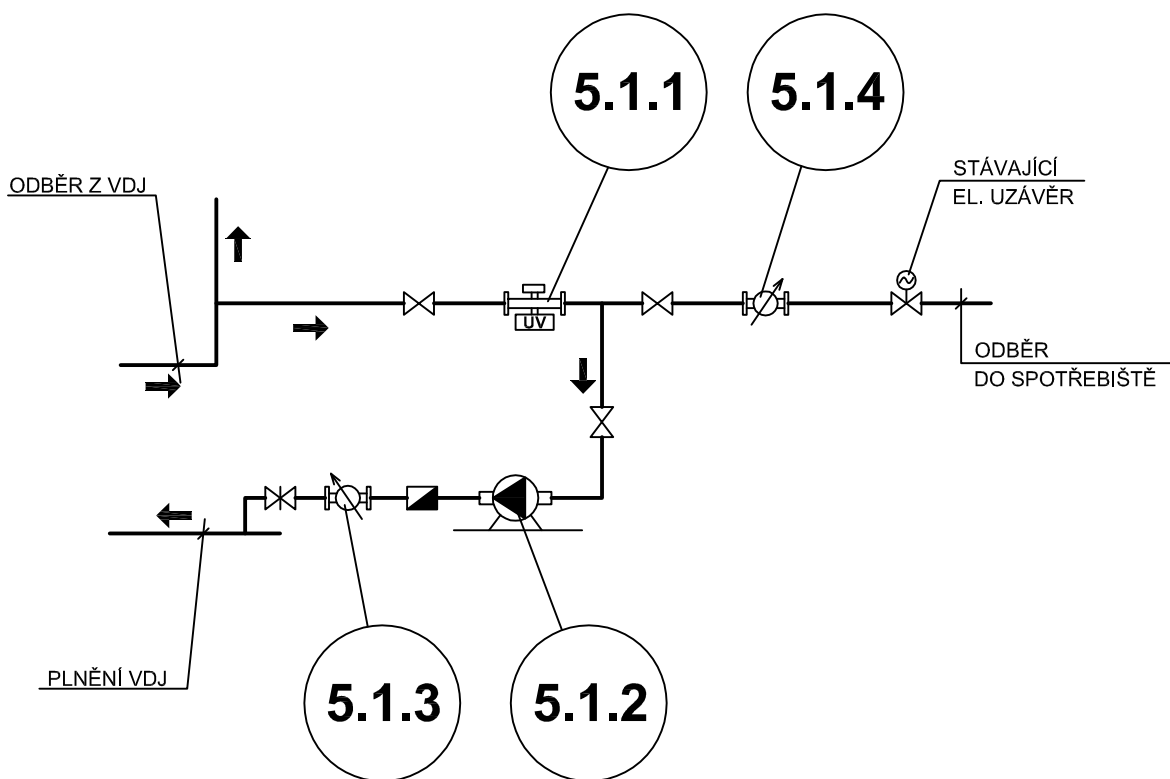 5.1.1
5.1.4
ODBĚR Z VDJ
STÁVAJÍCÍ
EL. UZÁVĚR
UV
ODBĚR
DO SPOTŘEBIŠTĚ
PLNĚNÍ VDJ
5.1.3
5.1.2